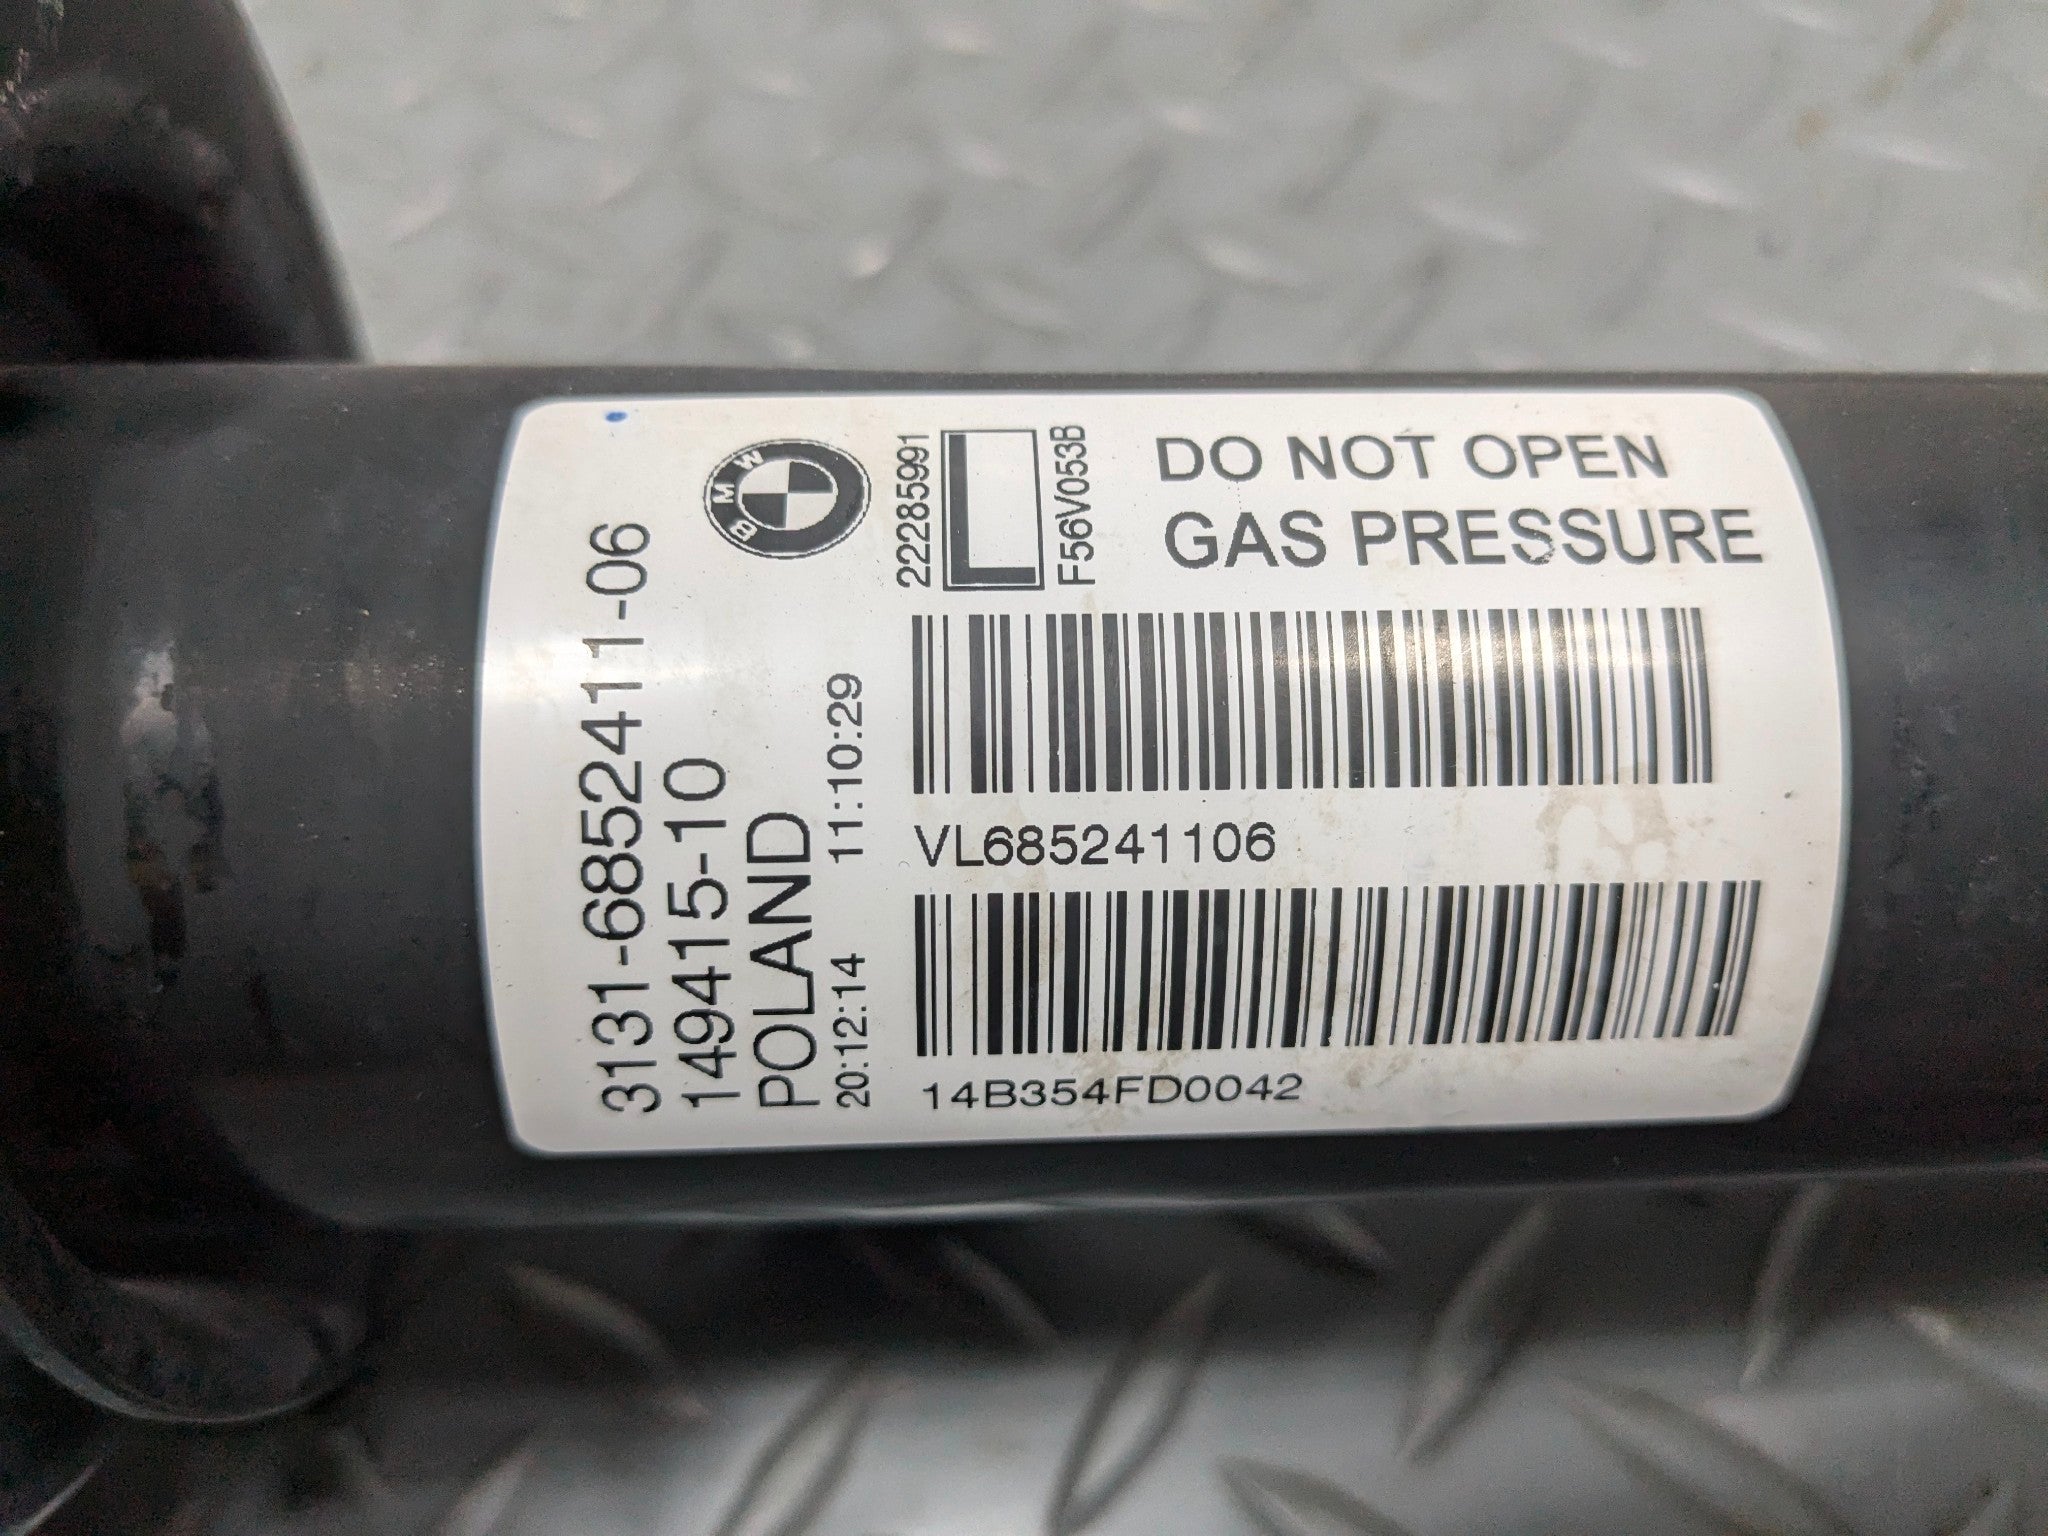 3131-6852411-06
149415-10
POLAND
20:12:14 11:10:29
BMW
22285991
L
F56V053B
DO NOT OPEN
GAS PRESSURE
VL685241106
14B354FD0042